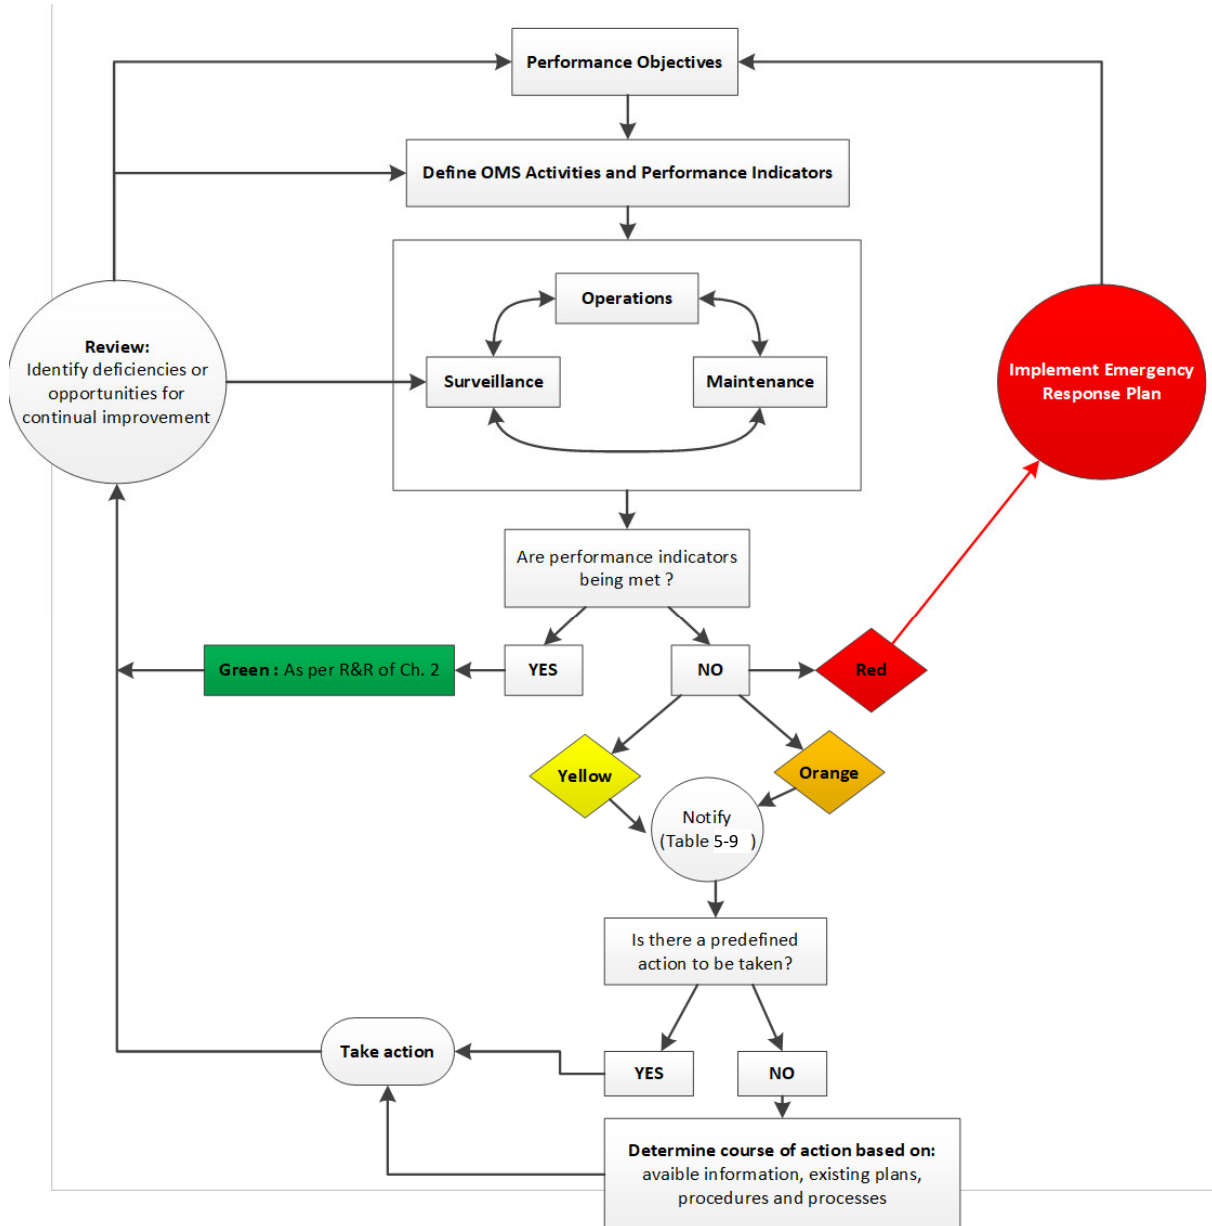 Performance Objectives
Define OMS Activities and Performance Indicators
Operations
Review:
Identify deficiencies or
opportunities for
continual improvement
Surveillance
Maintenance
Implement Emergency
Response Plan
Are performance indicators
being met ?
Green : As per R&R of Ch. 2
YES
NO
Red
Yellow
Orange
Notify
(Table 5-9 )
Is there a predefined
action to be taken?
Take action
YES
NO
Determine course of action based on:
avaible information, existing plans,
procedures and processes